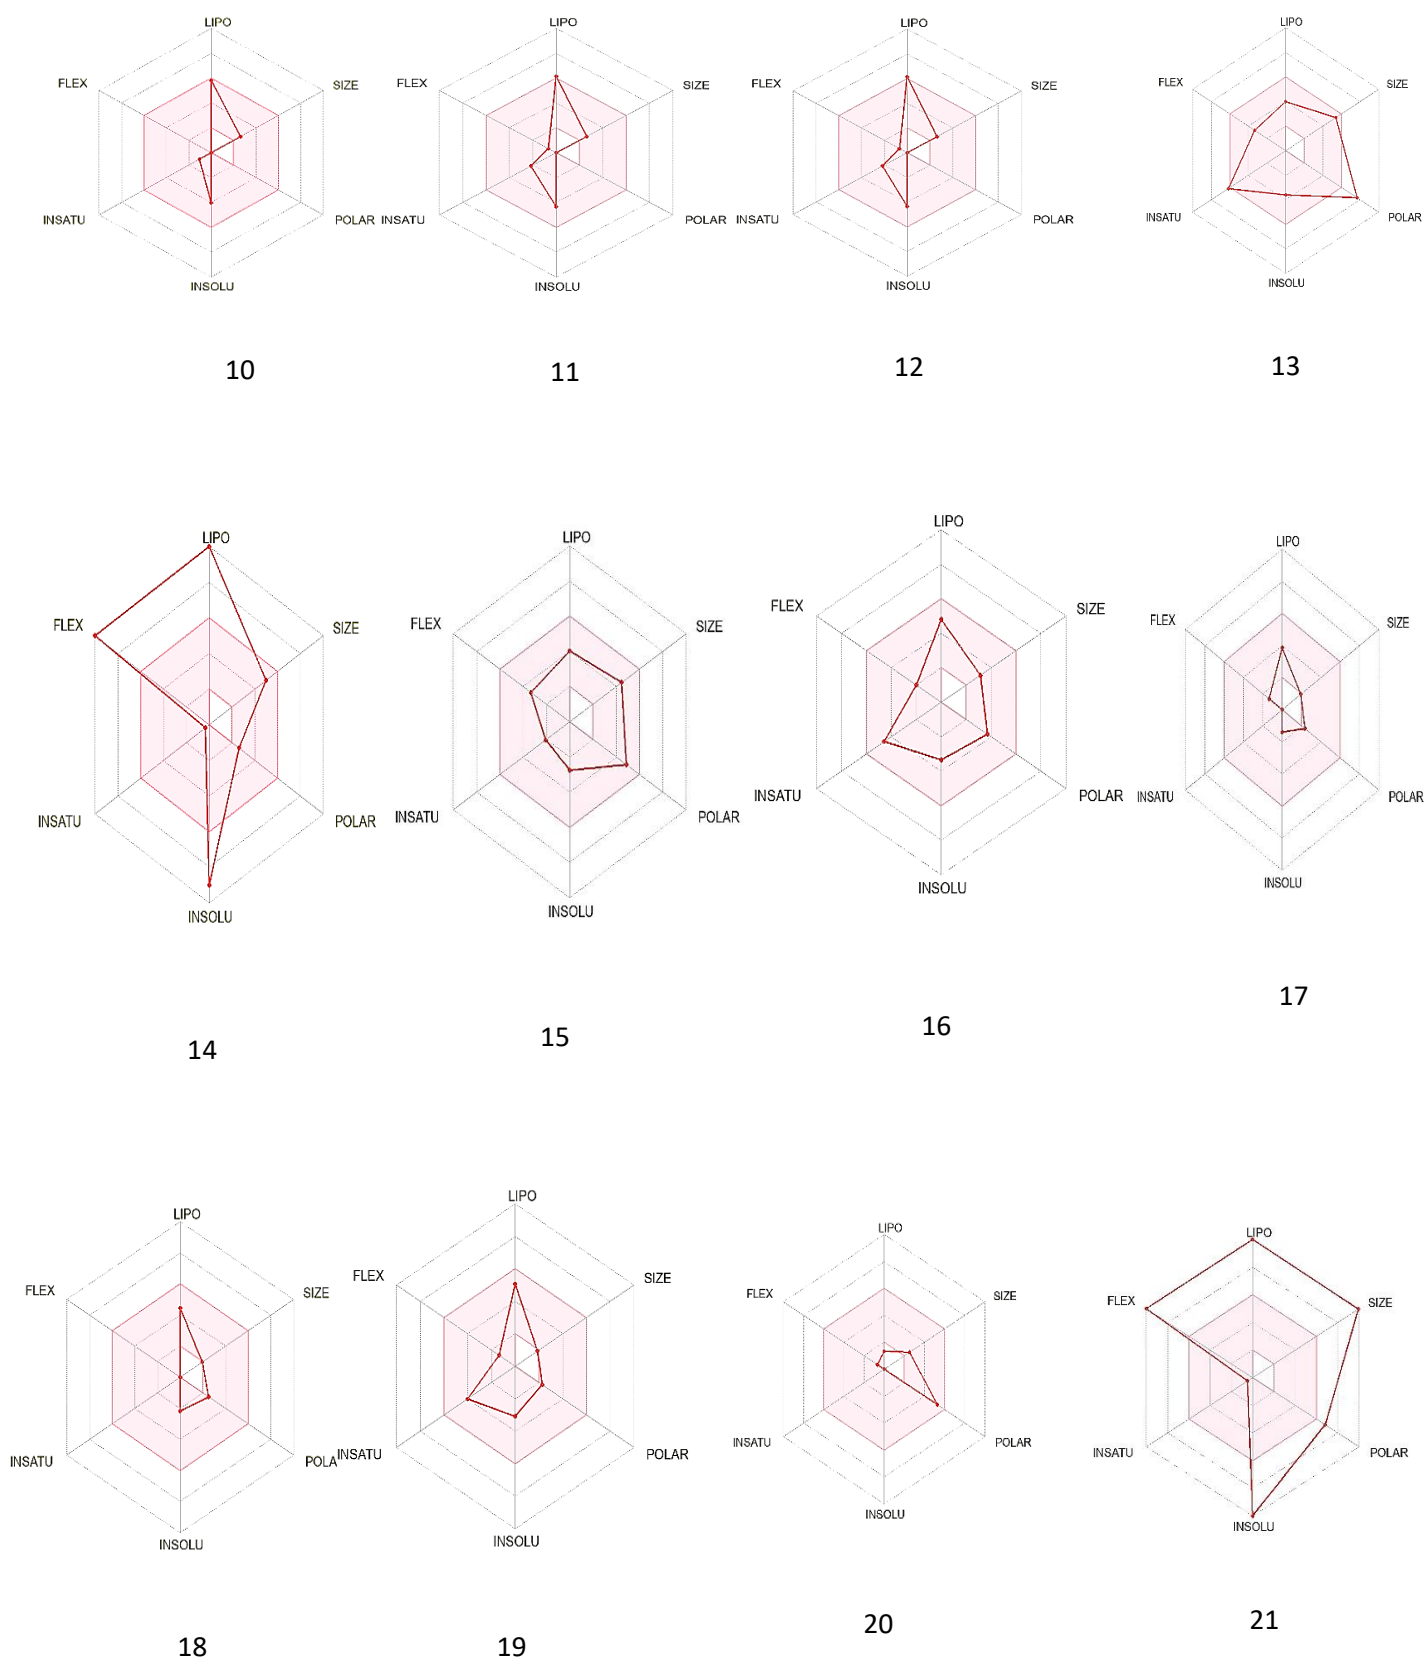 LIPO
FLEX
SIZE
INSATU
POLAR
INSOLU
10
LIPO
FLEX
SIZE
INSATU
POLAR
INSOLU
11
LIPO
FLEX
SIZE
INSATU
POLAR
INSOLU
12
LIPO
FLEX
SIZE
INSATU
POLAR
INSOLU
13
LIPO
FLEX
SIZE
INSATU
POLAR
INSOLU
14
LIPO
FLEX
SIZE
INSATU
POLAR
INSOLU
15
LIPO
FLEX
SIZE
INSATU
POLAR
INSOLU
16
LIPO
FLEX
SIZE
INSATU
POLAR
INSOLU
17
LIPO
FLEX
SIZE
INSATU
POLA
INSOLU
18
LIPO
FLEX
SIZE
INSATU
POLAR
INSOLU
19
LIPO
FLEX
SIZE
INSATU
POLAR
INSOLU
20
LIPO
FLEX
SIZE
INSATU
POLAR
INSOLU
21